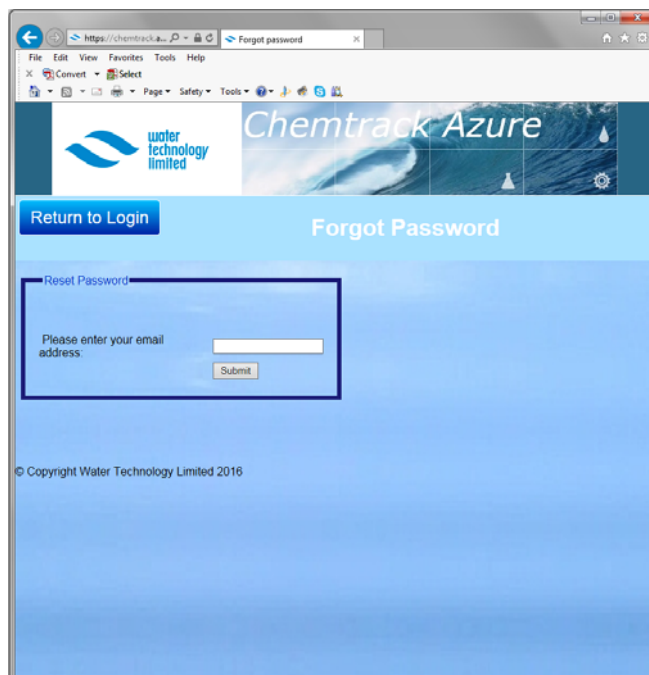 https://chemtrack.a...
Forgot password
File Edit View Favorites Tools Help
Convert Select
Page Safety Tools
water
technology
limited
Chemtrack Azure
Return to Login
Forgot Password
Reset Password
Please enter your email
address:
Submit
© Copyright Water Technology Limited 2016